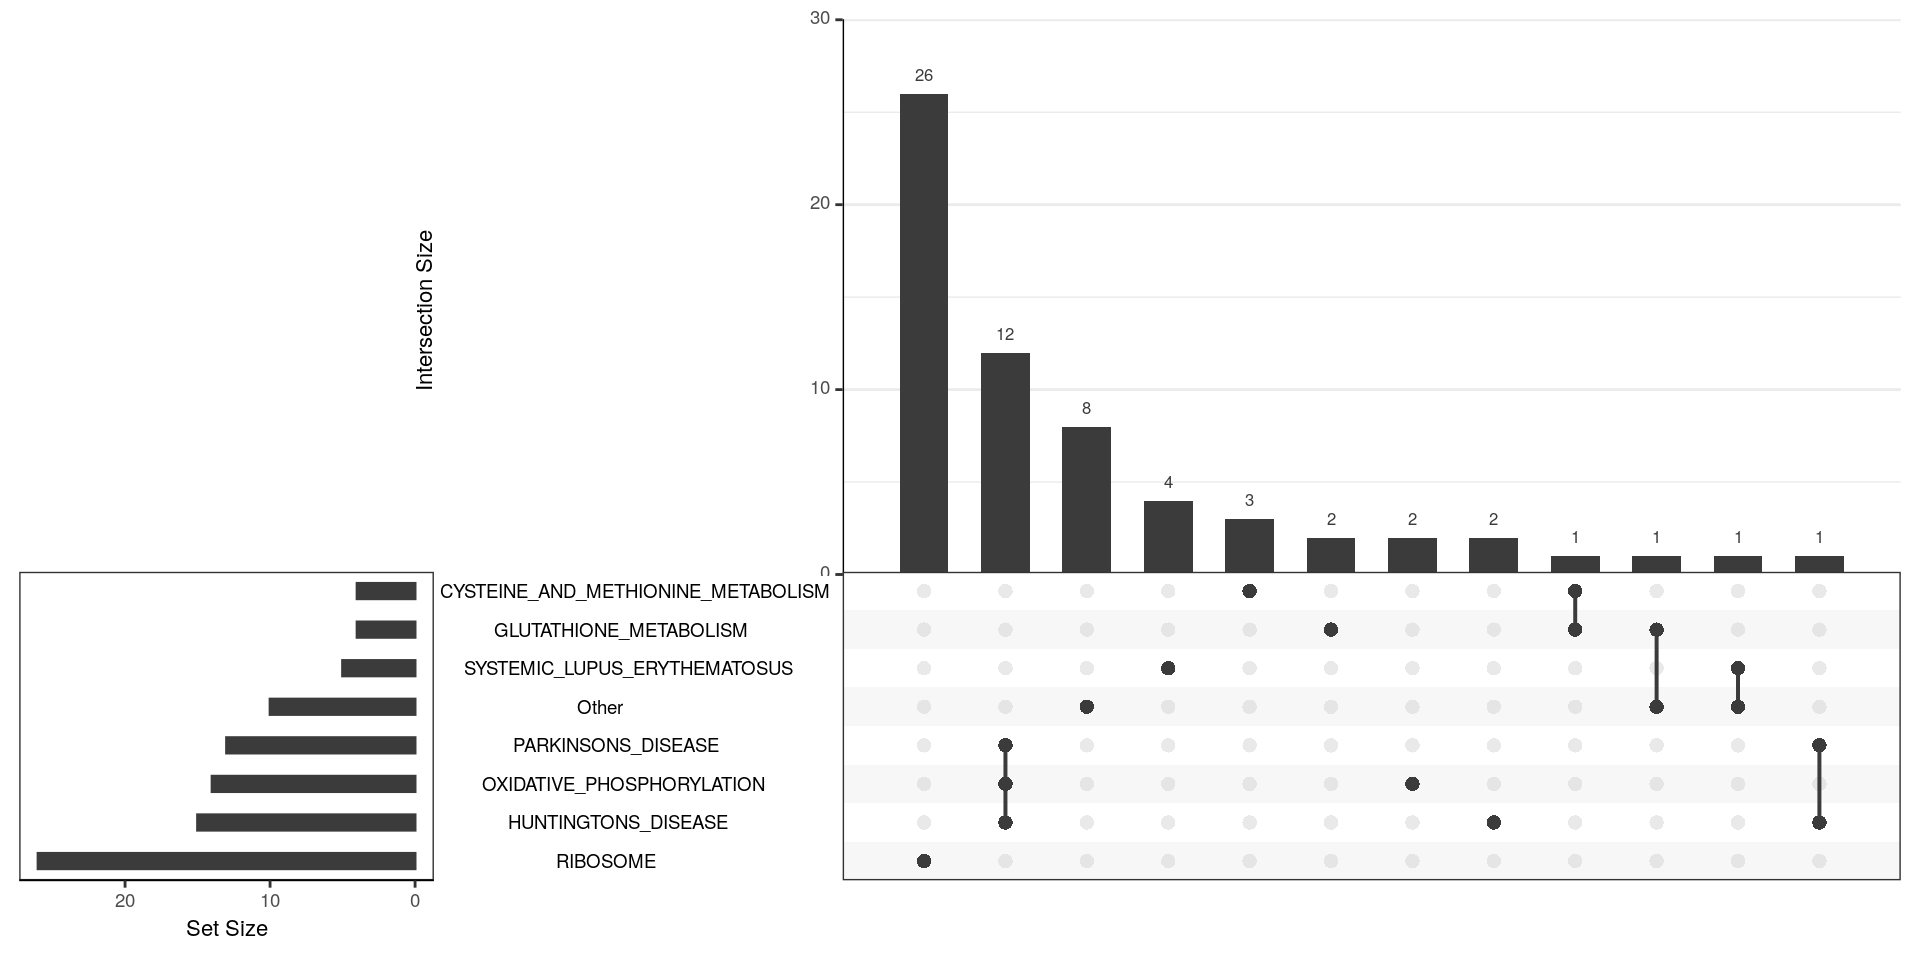 30
26
20
12
10
8
4
3
2
2
2
1
1
1
1
0
Intersection Size
CYSTEINE_AND_METHIONINE_METABOLISM
GLUTATHIONE_METABOLISM
SYSTEMIC_LUPUS_ERYTHEMATOSUS
Other
PARKINSONS_DISEASE
OXIDATIVE_PHOSPHORYLATION
HUNTINGTONS_DISEASE
RIBOSOME
20 10 0
Set Size